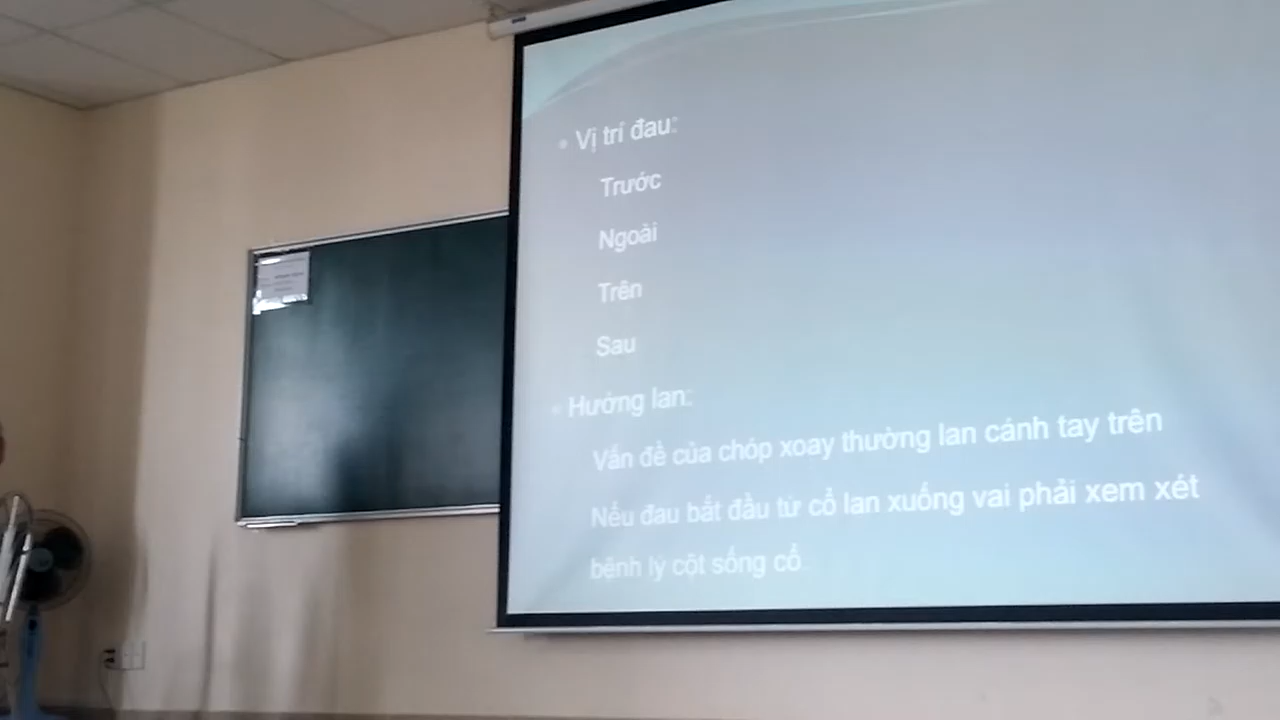 Vị trí đau:
Trước
Ngoài
Trên
Sau
Hướng lan:
Vấn đề của chóp xoay thường lan cánh tay trên
Nếu đau bắt đầu từ cổ lan xuống vai phải xem xét
bệnh lý cột sống cổ